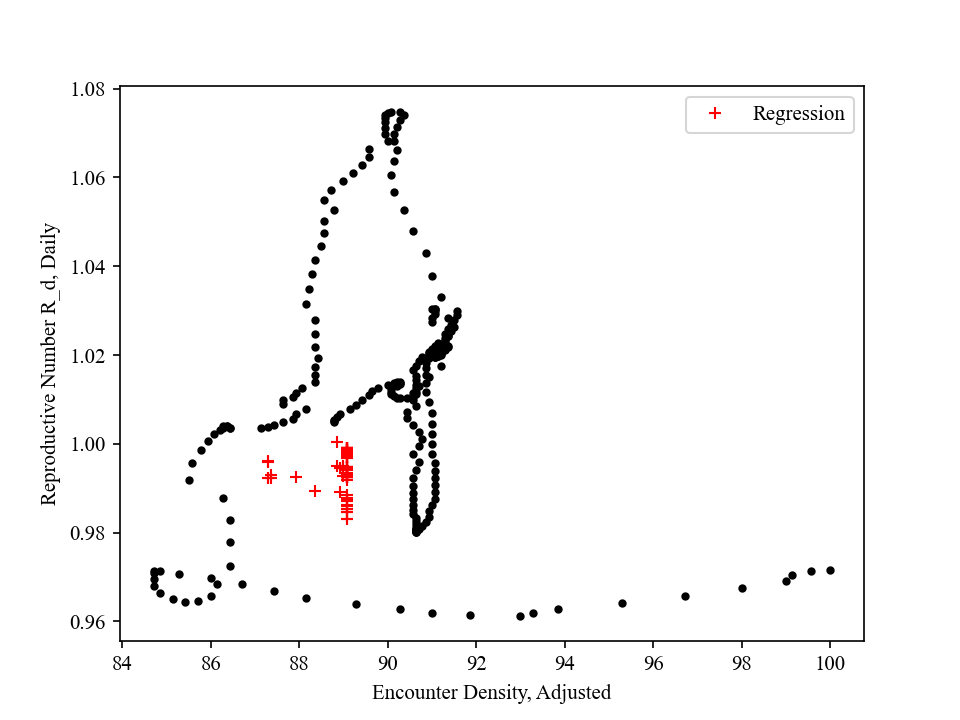 1.08
Regression
1.06
1.04
1.02
1.00
0.98
0.96
Reproductive Number R_d, Daily
84 86 88 90 92 94 96 98 100
Encounter Density, Adjusted